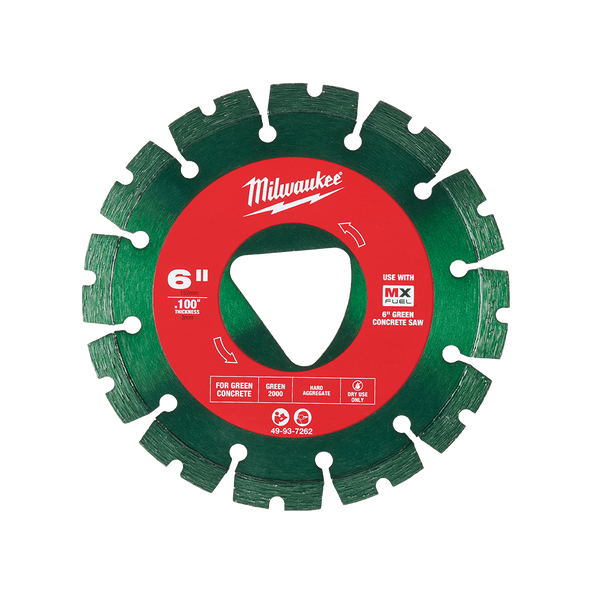 Milwaukee
6"
.100"
THICKNESS
USE WITH
MX
FUEL
6" GREEN
CONCRETE SAW
FOR GREEN
CONCRETE
GREEN
2000
HARD
AGGREGATE
DRY USE
ONLY
49-93-7262